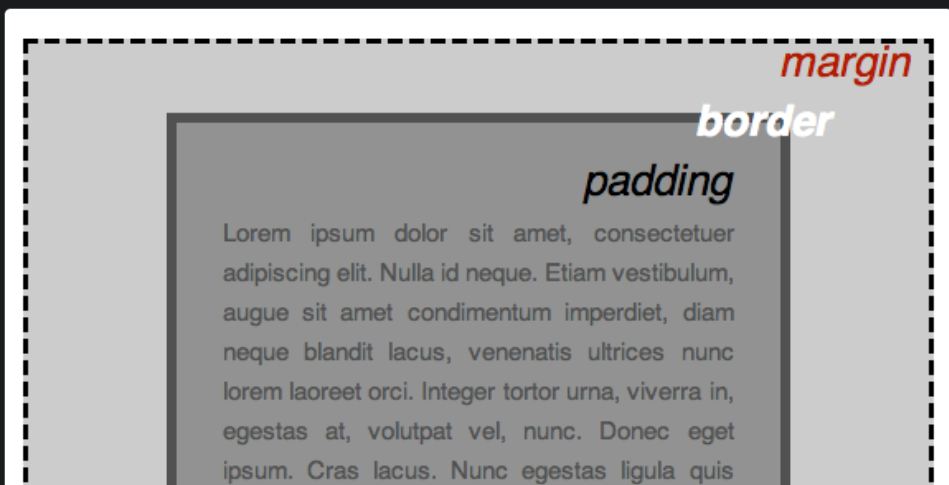 margin
border
padding
Lorem ipsum dolor sit amet, consectetuer
adipiscing elit. Nulla id neque. Etiam vestibulum,
augue sit amet condimentum imperdiet, diam
neque blandit lacus, venenatis ultrices nunc
lorem laoreet orci. Integer tortor urna, viverra in,
egestas at, volutpat vel, nunc. Donec eget
ipsum. Cras lacus. Nunc egestas ligula quis